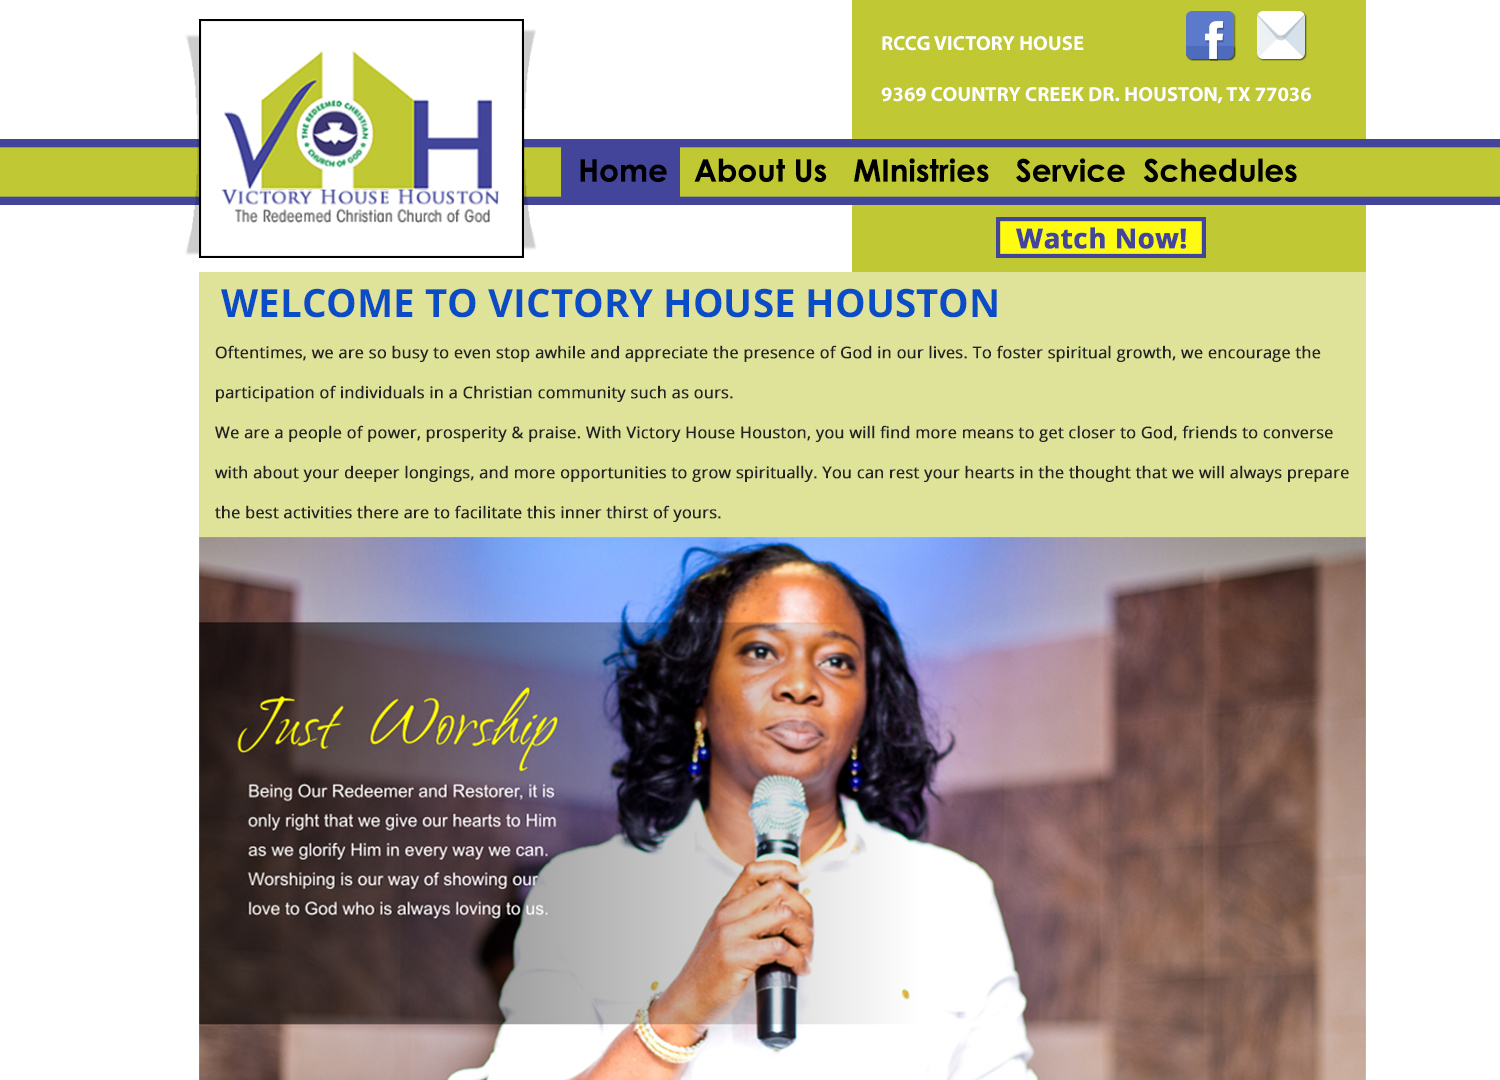 VH
THE REDEEMED CHRISTIAN
CHURCH OF GOD
VICTORY HOUSE HOUSTON
The Redeemed Christian Church of God
RCCG VICTORY HOUSE
f
9369 COUNTRY CREEK DR. HOUSTON, TX 77036
Home About Us MInistries Service Schedules
Watch Now!
WELCOME TO VICTORY HOUSE HOUSTON
Oftentimes, we are so busy to even stop awhile and appreciate the presence of God in our lives. To foster spiritual growth, we encourage the
participation of individuals in a Christian community such as ours.
We are a people of power, prosperity & praise. With Victory House Houston, you will find more means to get closer to God, friends to converse
with about your deeper longings, and more opportunities to grow spiritually. You can rest your hearts in the thought that we will always prepare
the best activities there are to facilitate this inner thirst of yours.
Just Worship
Being Our Redeemer and Restorer, it is
only right that we give our hearts to Him
as we glorify Him in every way we can.
Worshiping is our way of showing our
love to God who is always loving to us.